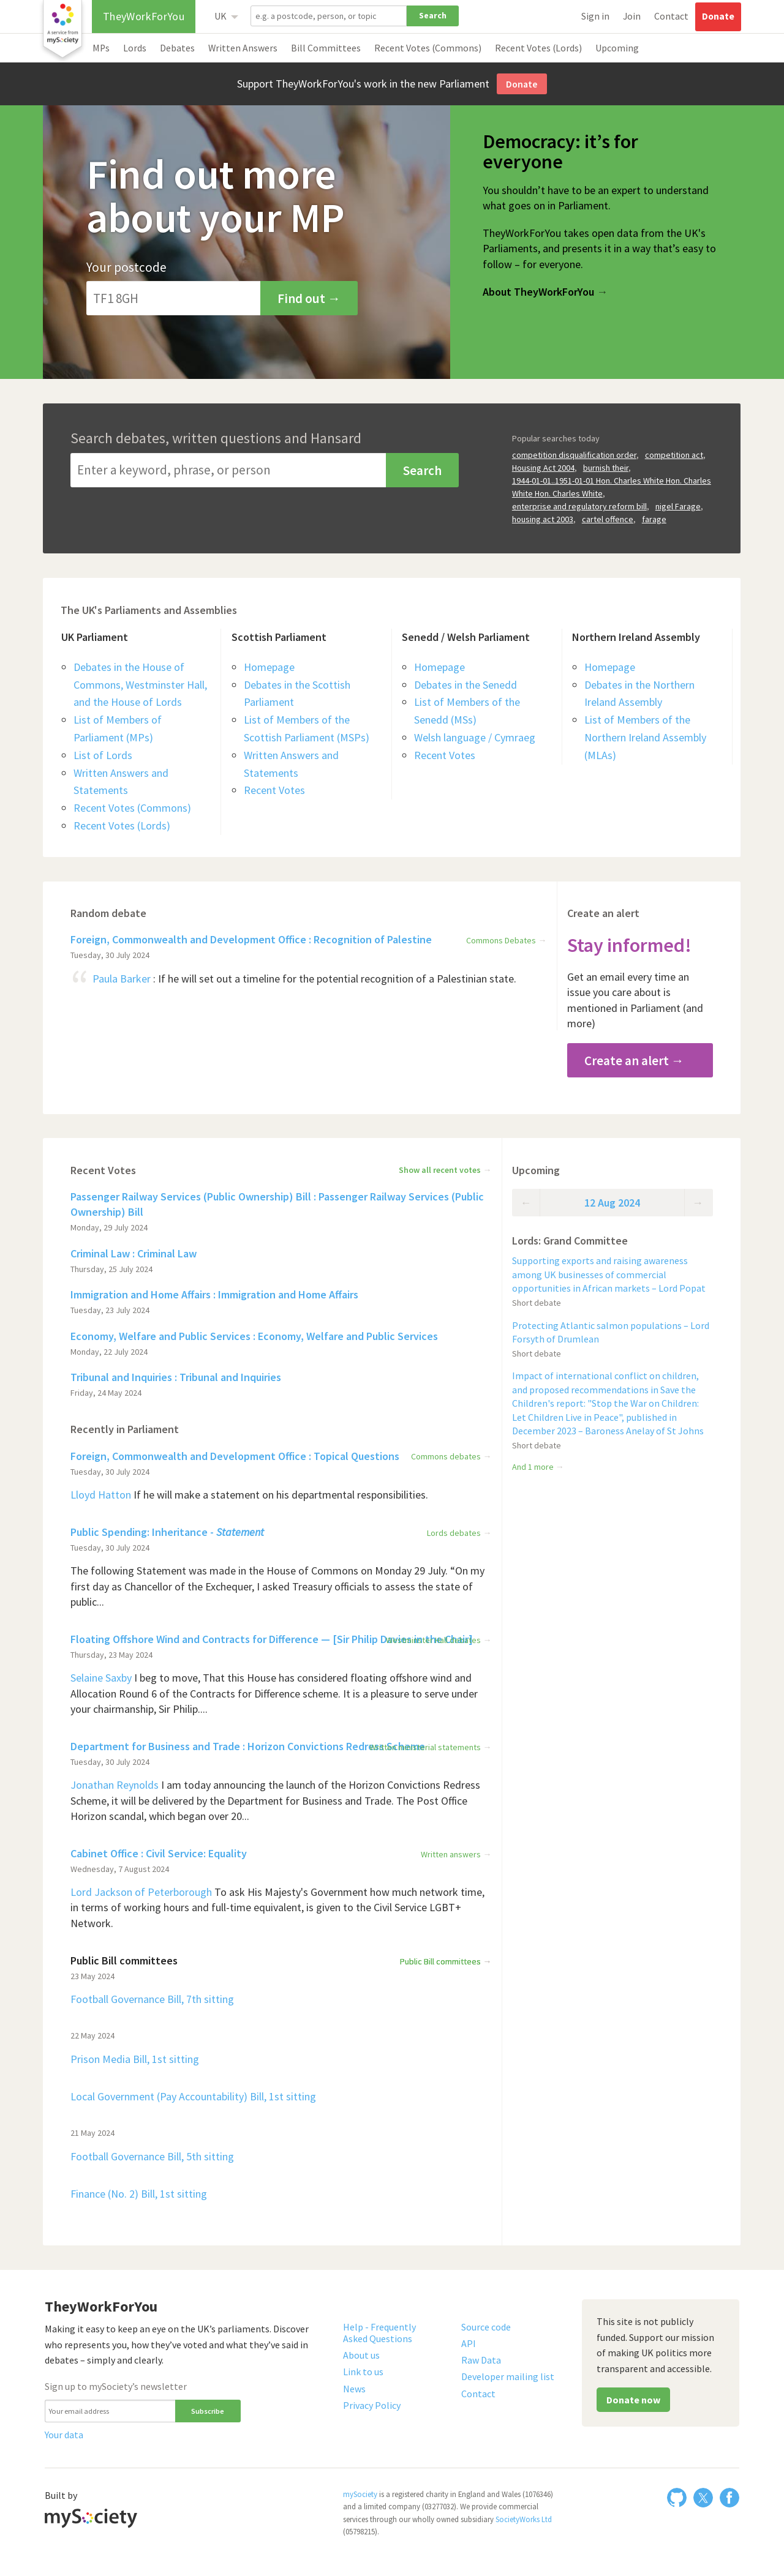 A service from
mySociety
TheyWorkForYou
UK
e.g. a postcode, person, or topic
Search
Sign in
Join
Contact
Donate
MPs
Lords
Debates
Written Answers
Bill Committees
Recent Votes (Commons)
Recent Votes (Lords)
Upcoming
Support TheyWorkForYou's work in the new Parliament
Donate
Find out more
about your MP
Your postcode
TF1 8GH
Find out →
Democracy: it’s for
everyone
You shouldn’t have to be an expert to understand
what goes on in Parliament.
TheyWorkForYou takes open data from the UK's
Parliaments, and presents it in a way that’s easy to
follow – for everyone.
About TheyWorkForYou →
Search debates, written questions and Hansard
Enter a keyword, phrase, or person
Search
Popular searches today
competition disqualification order, competition act,
Housing Act 2004, burnish their,
1944-01-01..1951-01-01 Hon. Charles White Hon. Charles
White Hon. Charles White,
enterprise and regulatory reform bill, nigel Farage,
housing act 2003, cartel offence, farage
The UK's Parliaments and Assemblies
UK Parliament
Debates in the House of
Commons, Westminster Hall,
and the House of Lords
List of Members of
Parliament (MPs)
List of Lords
Written Answers and
Statements
Recent Votes (Commons)
Recent Votes (Lords)
Scottish Parliament
Homepage
Debates in the Scottish
Parliament
List of Members of the
Scottish Parliament (MSPs)
Written Answers and
Statements
Recent Votes
Senedd / Welsh Parliament
Homepage
Debates in the Senedd
List of Members of the
Senedd (MSs)
Welsh language / Cymraeg
Recent Votes
Northern Ireland Assembly
Homepage
Debates in the Northern
Ireland Assembly
List of Members of the
Northern Ireland Assembly
(MLAs)
Random debate
Foreign, Commonwealth and Development Office : Recognition of Palestine
Commons Debates →
Tuesday, 30 July 2024
“ Paula Barker : If he will set out a timeline for the potential recognition of a Palestinian state.
Create an alert
Stay informed!
Get an email every time an
issue you care about is
mentioned in Parliament (and
more)
Create an alert →
Recent Votes
Show all recent votes →
Passenger Railway Services (Public Ownership) Bill : Passenger Railway Services (Public
Ownership) Bill
Monday, 29 July 2024
Criminal Law : Criminal Law
Thursday, 25 July 2024
Immigration and Home Affairs : Immigration and Home Affairs
Tuesday, 23 July 2024
Economy, Welfare and Public Services : Economy, Welfare and Public Services
Monday, 22 July 2024
Tribunal and Inquiries : Tribunal and Inquiries
Friday, 24 May 2024
Recently in Parliament
Foreign, Commonwealth and Development Office : Topical Questions
Commons debates →
Tuesday, 30 July 2024
Lloyd Hatton If he will make a statement on his departmental responsibilities.
Public Spending: Inheritance - Statement
Lords debates →
Tuesday, 30 July 2024
The following Statement was made in the House of Commons on Monday 29 July. “On my
first day as Chancellor of the Exchequer, I asked Treasury officials to assess the state of
public...
Floating Offshore Wind and Contracts for Difference — [Sir Philip Davies in the Chair]
Thursday, 23 May 2024
Selaine Saxby I beg to move, That this House has considered floating offshore wind and
Allocation Round 6 of the Contracts for Difference scheme. It is a pleasure to serve under
your chairmanship, Sir Philip....
Department for Business and Trade : Horizon Convictions Redress Scheme
statements →
Tuesday, 30 July 2024
Jonathan Reynolds I am today announcing the launch of the Horizon Convictions Redress
Scheme, it will be delivered by the Department for Business and Trade. The Post Office
Horizon scandal, which began over 20...
Cabinet Office : Civil Service: Equality
Written answers →
Wednesday, 7 August 2024
Lord Jackson of Peterborough To ask His Majesty's Government how much network time,
in terms of working hours and full-time equivalent, is given to the Civil Service LGBT+
Network.
Public Bill committees
Public Bill committees →
23 May 2024
Football Governance Bill, 7th sitting
22 May 2024
Prison Media Bill, 1st sitting
Local Government (Pay Accountability) Bill, 1st sitting
21 May 2024
Football Governance Bill, 5th sitting
Finance (No. 2) Bill, 1st sitting
Upcoming
← 12 Aug 2024 →
Lords: Grand Committee
Supporting exports and raising awareness
among UK businesses of commercial
opportunities in African markets – Lord Popat
Short debate
Protecting Atlantic salmon populations – Lord
Forsyth of Drumlean
Short debate
Impact of international conflict on children,
and proposed recommendations in Save the
Children's report: "Stop the War on Children:
Let Children Live in Peace", published in
December 2023 – Baroness Anelay of St Johns
Short debate
And 1 more →
TheyWorkForYou
Making it easy to keep an eye on the UK’s parliaments. Discover
who represents you, how they’ve voted and what they’ve said in
debates – simply and clearly.
Sign up to mySociety’s newsletter
Your email address
Subscribe
Your data
Help - Frequently
Asked Questions
About us
Link to us
News
Privacy Policy
Source code
API
Raw Data
Developer mailing list
Contact
This site is not publicly
funded. Support our mission
of making UK politics more
transparent and accessible.
Donate now
Built by
mySociety
mySociety is a registered charity in England and Wales (1076346)
and a limited company (03277032). We provide commercial
services through our wholly owned subsidiary SocietyWorks Ltd
(05798215).